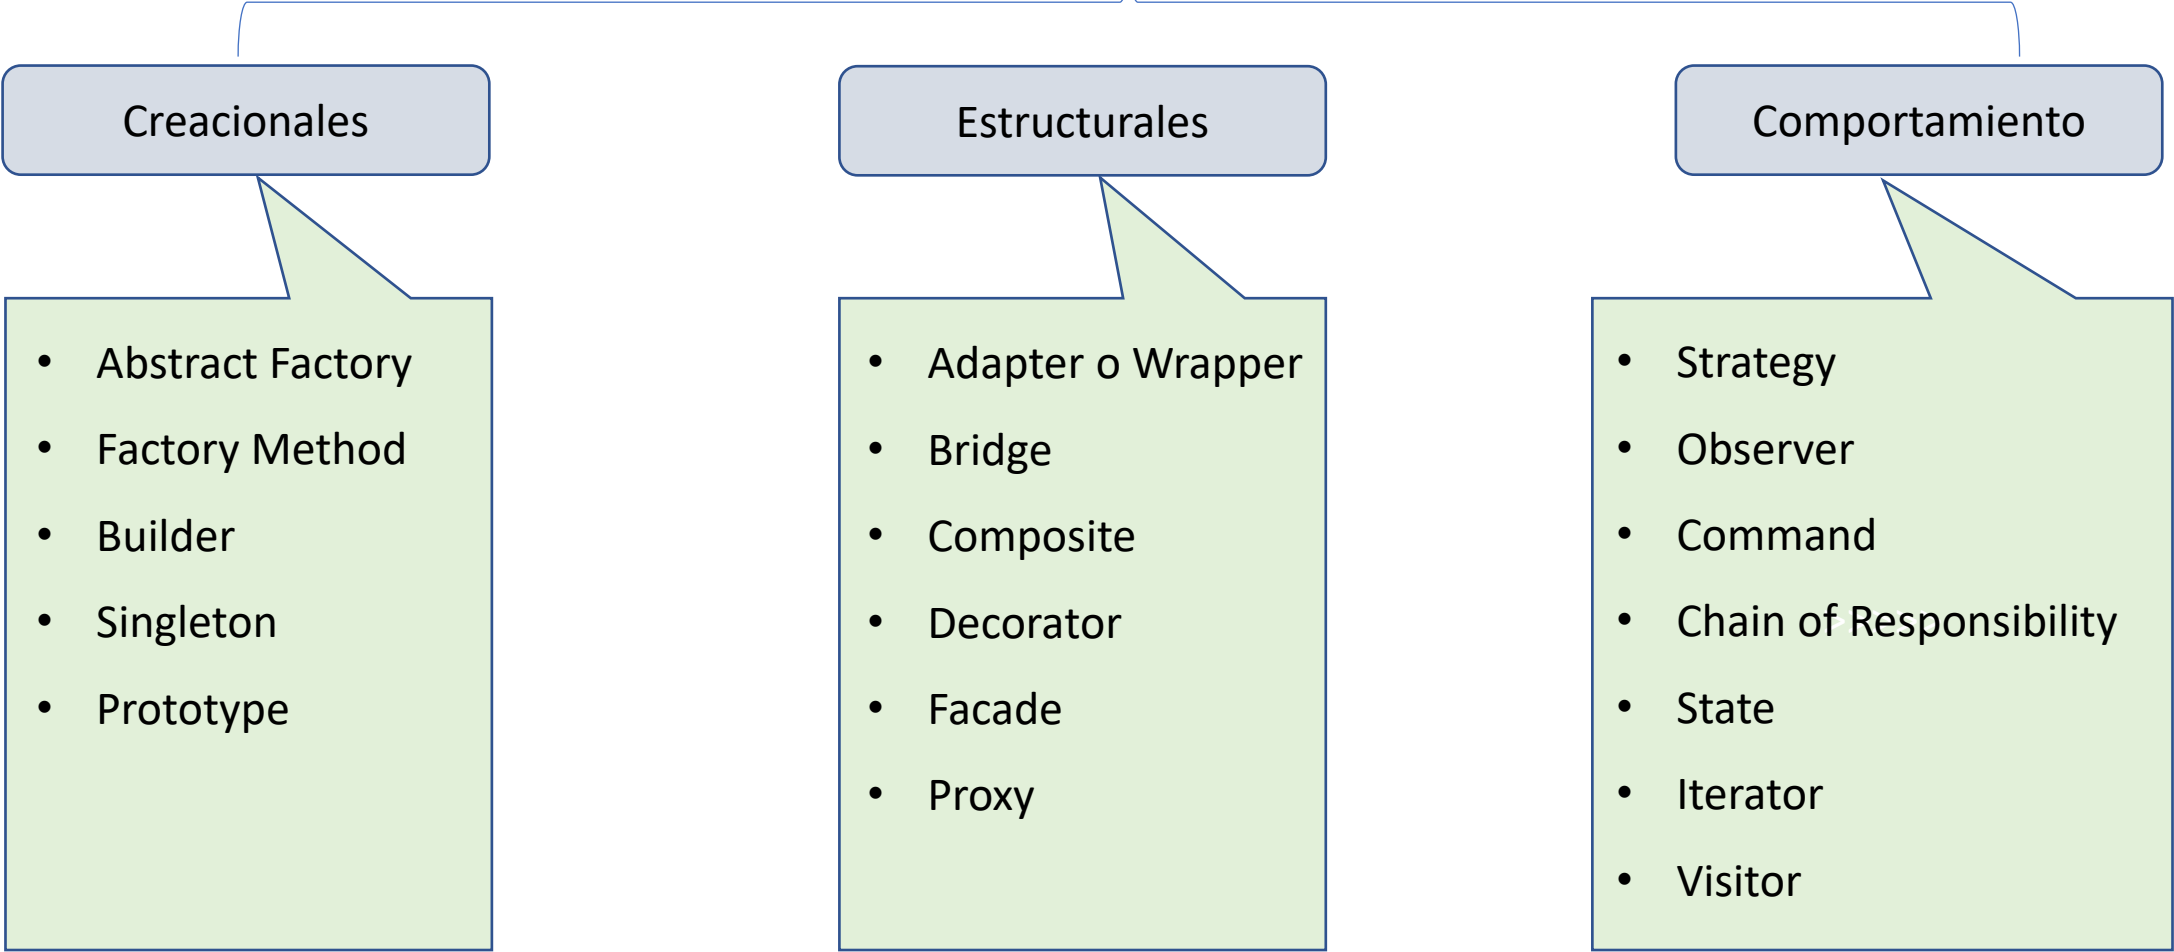 Creacionales
Estructurales
Comportamiento
• Abstract Factory
• Factory Method
• Builder
• Singleton
• Prototype
• Adapter o Wrapper
• Bridge
• Composite
• Decorator
• Facade
• Proxy
• Strategy
• Observer
• Command
• Chain of Responsibility
• State
• Iterator
• Visitor